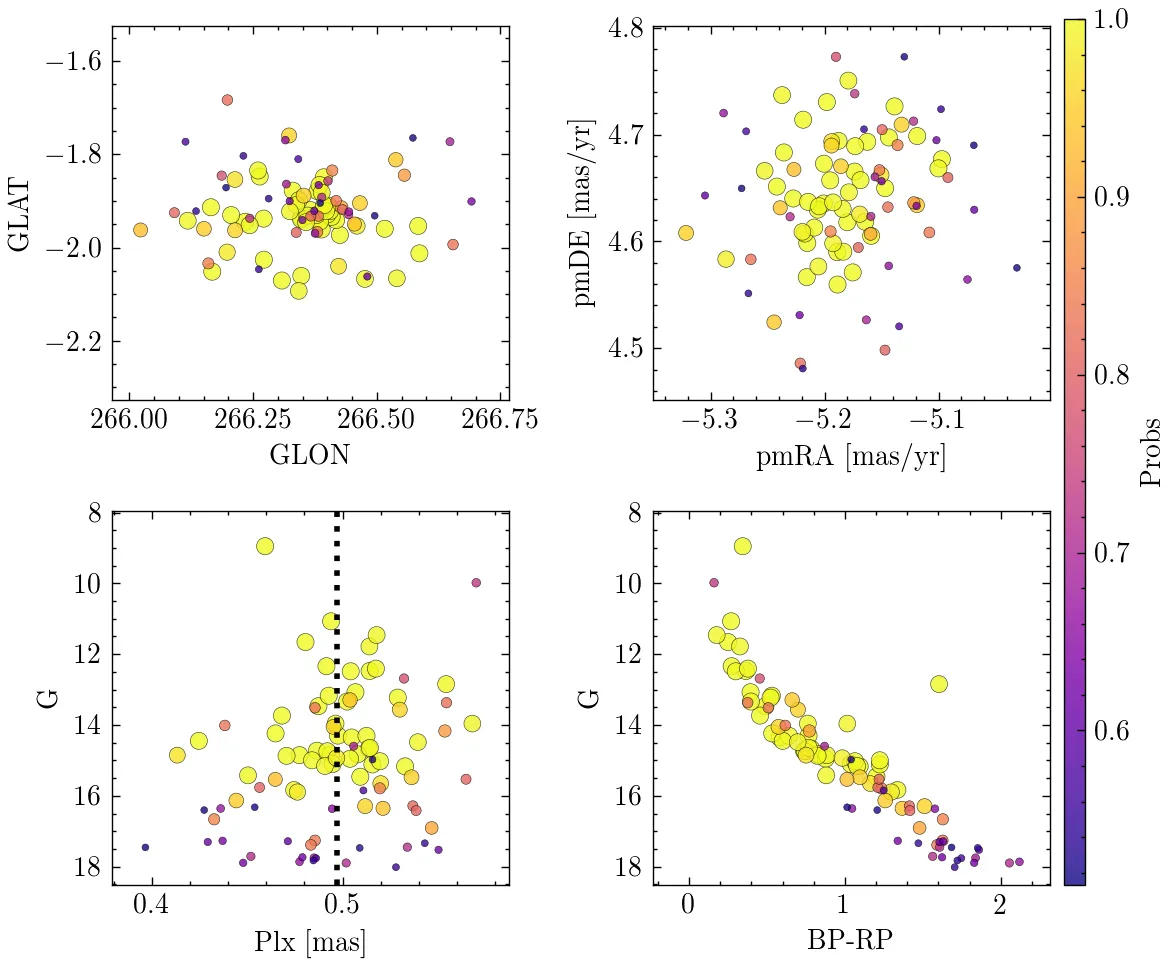 −1.6
−1.8
−2.0
−2.2
GLAT
266.00 266.25 266.50 266.75
GLON
4.8
4.7
4.6
4.5
pmDE [mas/yr]
−5.3 −5.2 −5.1
pmRA [mas/yr]
8
10
12
14
16
18
G
0.4 0.5
Plx [mas]
8
10
12
14
16
18
G
0 1 2
BP-RP
1.0
0.9
0.8
0.7
0.6
Probs